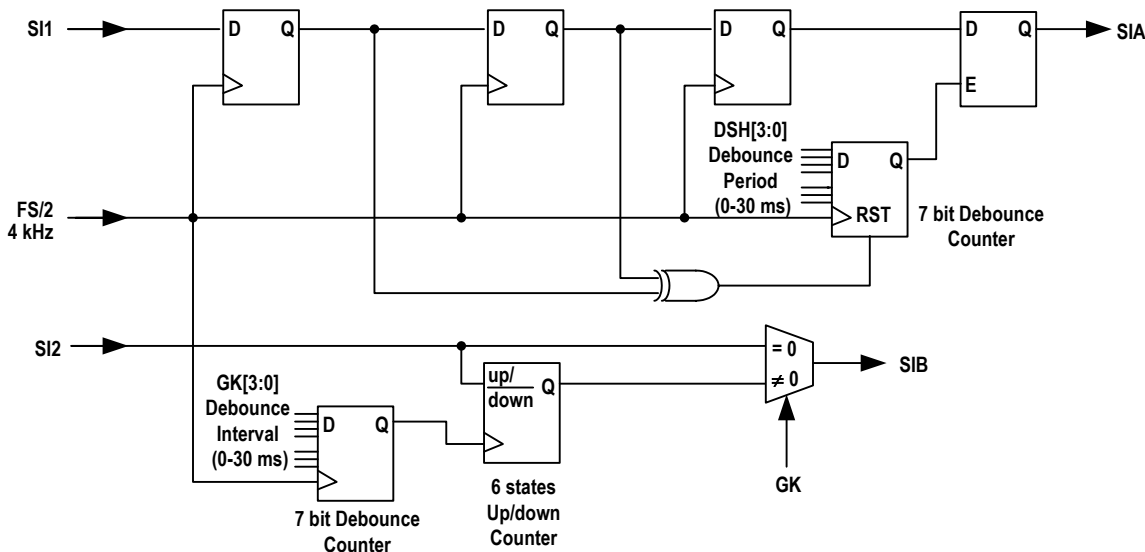 SI1
D Q
D Q
D Q
D Q
E
SIA
DSH[3:0]
Debounce
Period
(0-30 ms)
D Q
RST
7 bit Debounce
Counter
FS/2
4 kHz
SI2
= 0
≠ 0
SIB
GK
GK[3:0]
Debounce
Interval
(0-30 ms)
D Q
7 bit Debounce
Counter
up/
down
Q
6 states
Up/down
Counter